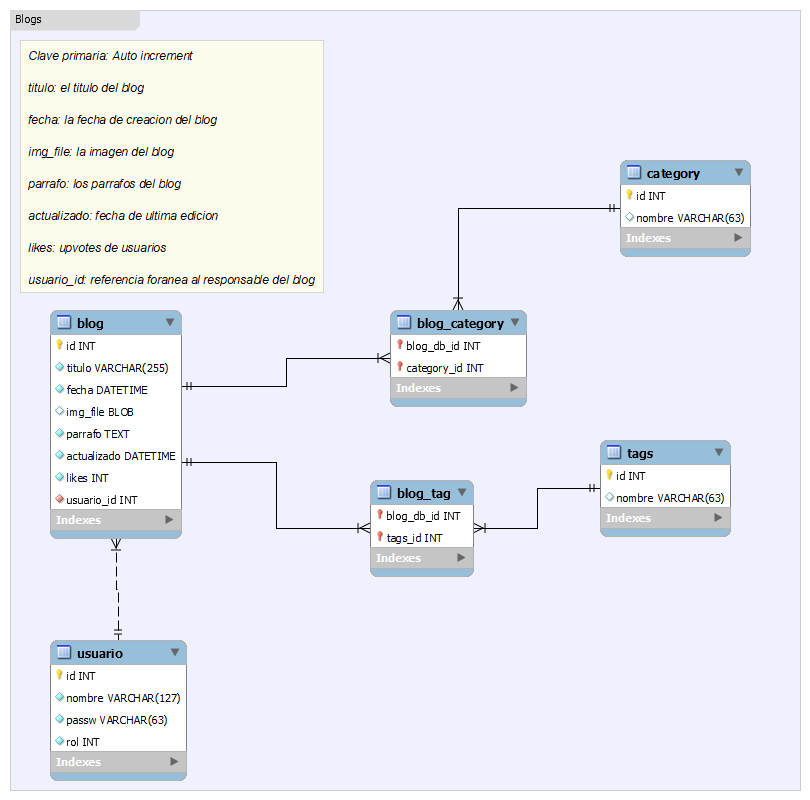 Blogs
Clave primaria: Auto increment
titulo: el titulo del blog
fecha: la fecha de creacion del blog
img_file: la imagen del blog
parrafo: los parrafos del blog
actualizado: fecha de ultima edicion
likes: upvotes de usuarios
usuario_id: referencia foranea al responsable del blog
category
id INT
nombre VARCHAR(63)
Indexes
blog
id INT
titulo VARCHAR(255)
fecha DATETIME
img_file BLOB
parrafo TEXT
actualizado DATETIME
likes INT
usuario_id INT
Indexes
blog_category
blog_db_id INT
category_id INT
Indexes
tags
id INT
nombre VARCHAR(63)
Indexes
blog_tag
blog_db_id INT
tags_id INT
Indexes
usuario
id INT
nombre VARCHAR(127)
passw VARCHAR(63)
rol INT
Indexes